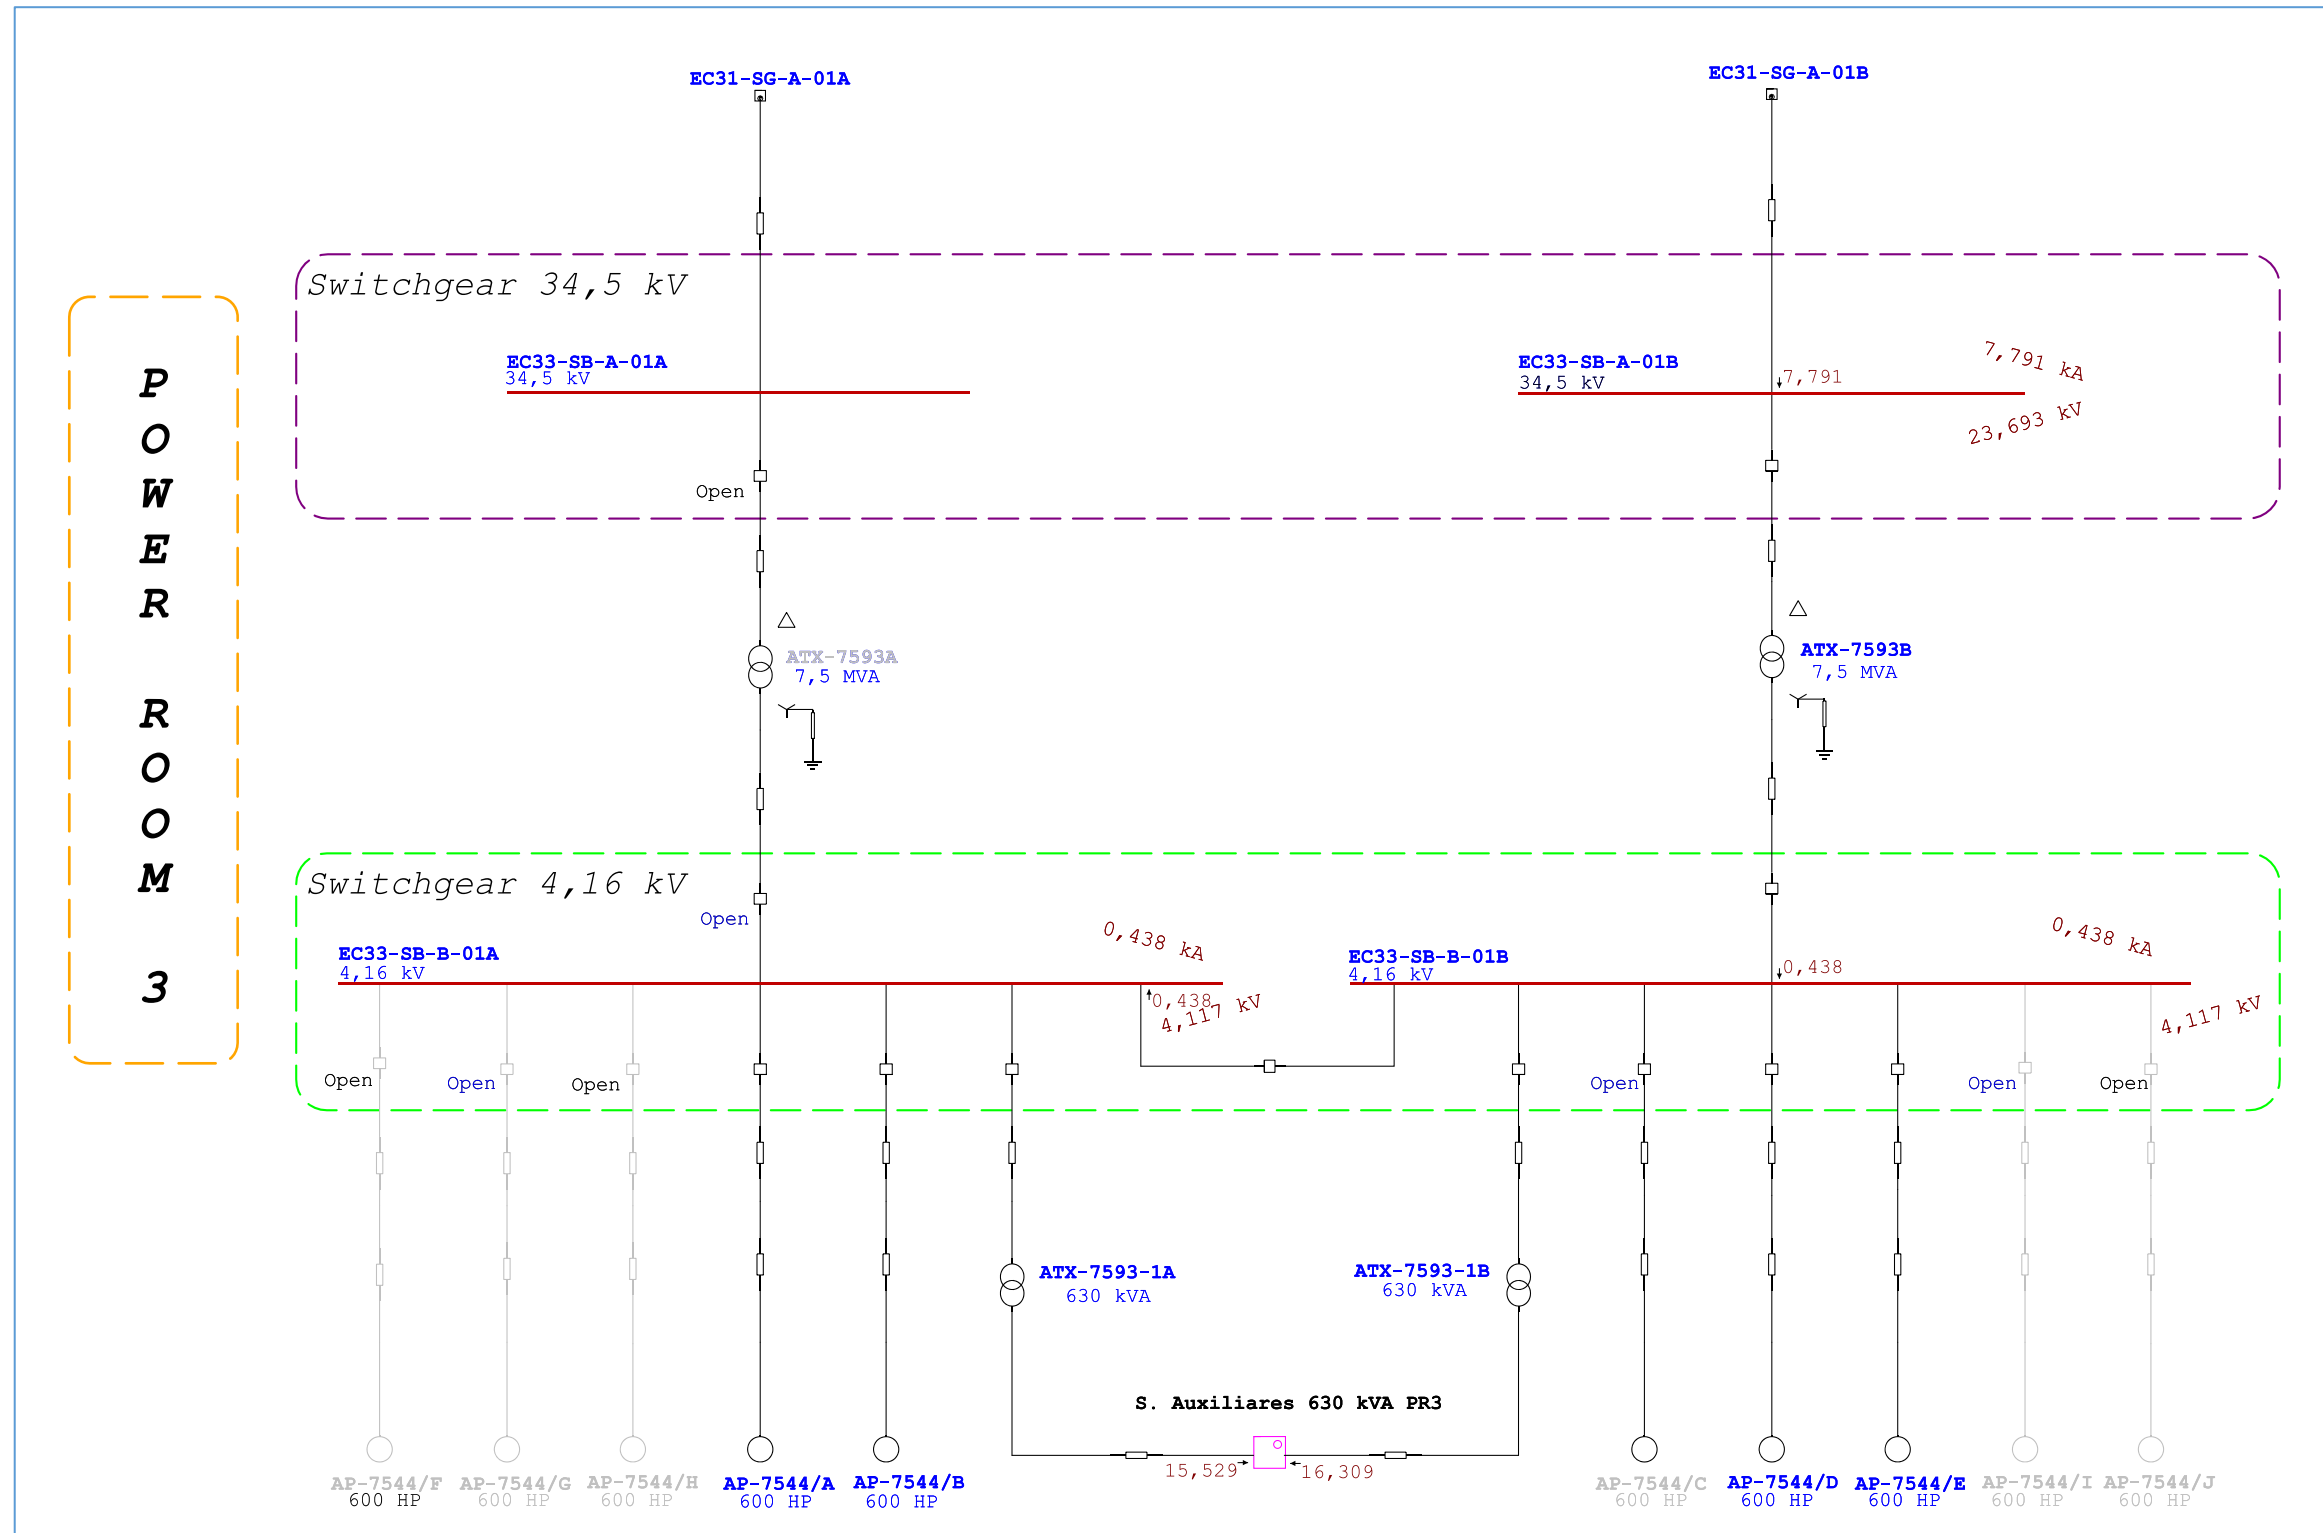 EC31-SG-A-01A
EC31-SG-A-01B
Switchgear 34,5 kV
POWER ROOM 3
EC33-SB-A-01A
34,5 kV
EC33-SB-A-01B
34,5 kV
7,791
7,791 kA
23,693 kV
Open
ATX-7593A
7,5 MVA
ATX-7593B
7,5 MVA
Switchgear 4,16 kV
Open
EC33-SB-B-01A
4,16 kV
0,438 kA
0,438
4,117 kV
EC33-SB-B-01B
4,16 kV
0,438
0,438 kA
4,117 kV
Open
Open
Open
Open
Open
Open
ATX-7593-1A
630 kVA
ATX-7593-1B
630 kVA
S. Auxiliares 630 kVA PR3
15,529
16,309
AP-7544/F
600 HP
AP-7544/G
600 HP
AP-7544/H
600 HP
AP-7544/A
600 HP
AP-7544/B
600 HP
AP-7544/C
600 HP
AP-7544/D
600 HP
AP-7544/E
600 HP
AP-7544/I
600 HP
AP-7544/J
600 HP